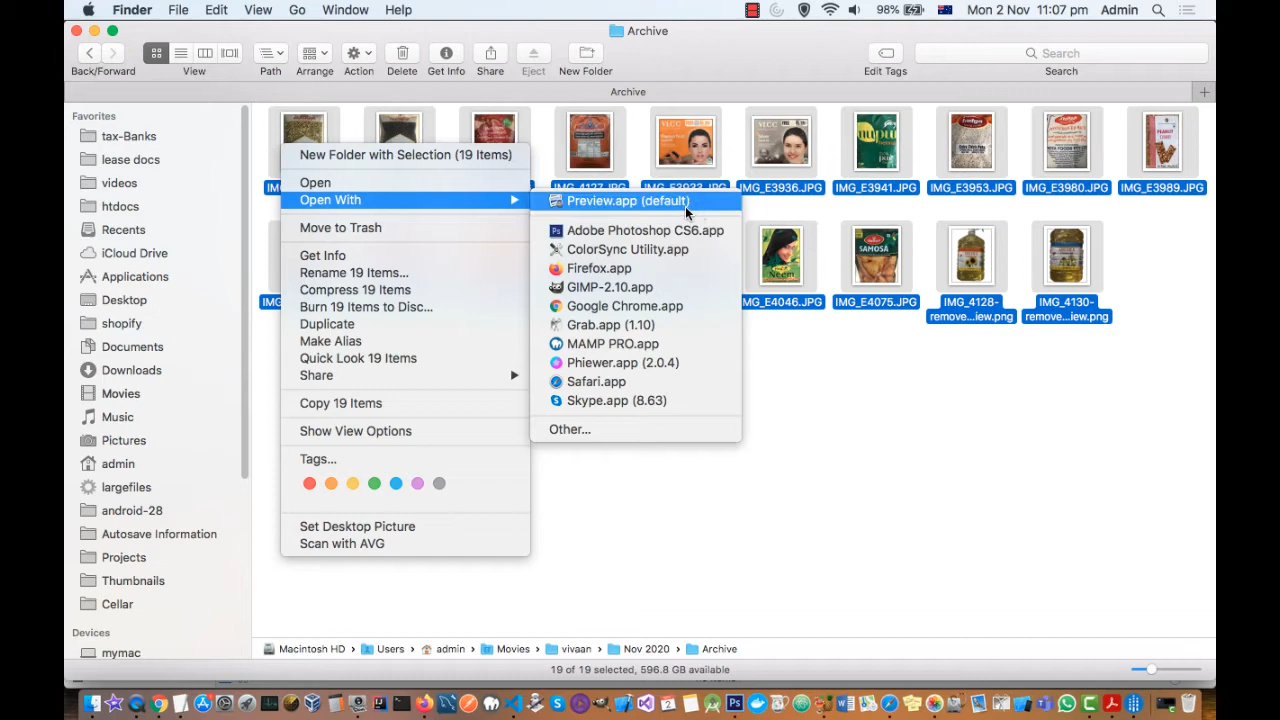 Finder File Edit View Go Window Help 98% Mon 2 Nov 11:07 pm Admin
Archive
Search
Back/Forward View Path Arrange Action Delete Get Info Share Eject New Folder Edit Tags Search
Archive
Favorites
tax-Banks
lease docs
videos
htdocs
Recents
iCloud Drive
Applications
Desktop
shopify
Documents
Downloads
Movies
Music
Pictures
admin
largefiles
android-28
Autosave Information
Projects
Thumbnails
Cellar
Devices
mymac
New Folder with Selection (19 Items)
Open
Open With
Move to Trash
Get Info
Rename 19 Items...
Compress 19 Items
Burn 19 Items to Disc...
Duplicate
Make Alias
Quick Look 19 Items
Share
Copy 19 Items
Show View Options
Tags...
Set Desktop Picture
Scan with AVG
Preview.app (default)
Adobe Photoshop CS6.app
ColorSync Utility.app
Firefox.app
GIMP-2.10.app
Google Chrome.app
Grab.app (1.10)
MAMP PRO.app
Phiewer.app (2.0.4)
Safari.app
Skype.app (8.63)
Other...
VLCC
IMG_E3933.JPG IMG_E3936.JPG IMG_E3941.JPG IMG_E3953.JPG IMG_E3980.JPG IMG_E3989.JPG
Neem
SAMOSA
IMG_E4075.JPG IMG_4128-
remove...iew.png
IMG_4130-
remove...iew.png
Macintosh HD Users admin Movies vivaan Nov 2020 Archive
19 of 19 selected, 596.8 GB available